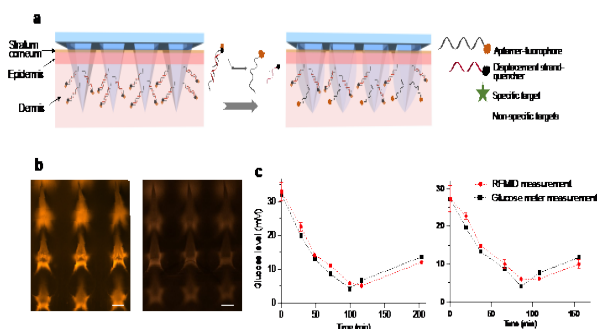 a
Stratum
corneum
Epidermis
Dermis
Aptamer-fluorophore
Displacement strand-
quencher
Specific target
Non-specific targets
b
c
Glucose level (mM)
30
20
10
0
0
50
100
150
200
Time (min)
30
20
10
0
0
50
100
150
Time (min)
measurement
Glucose meter measurement